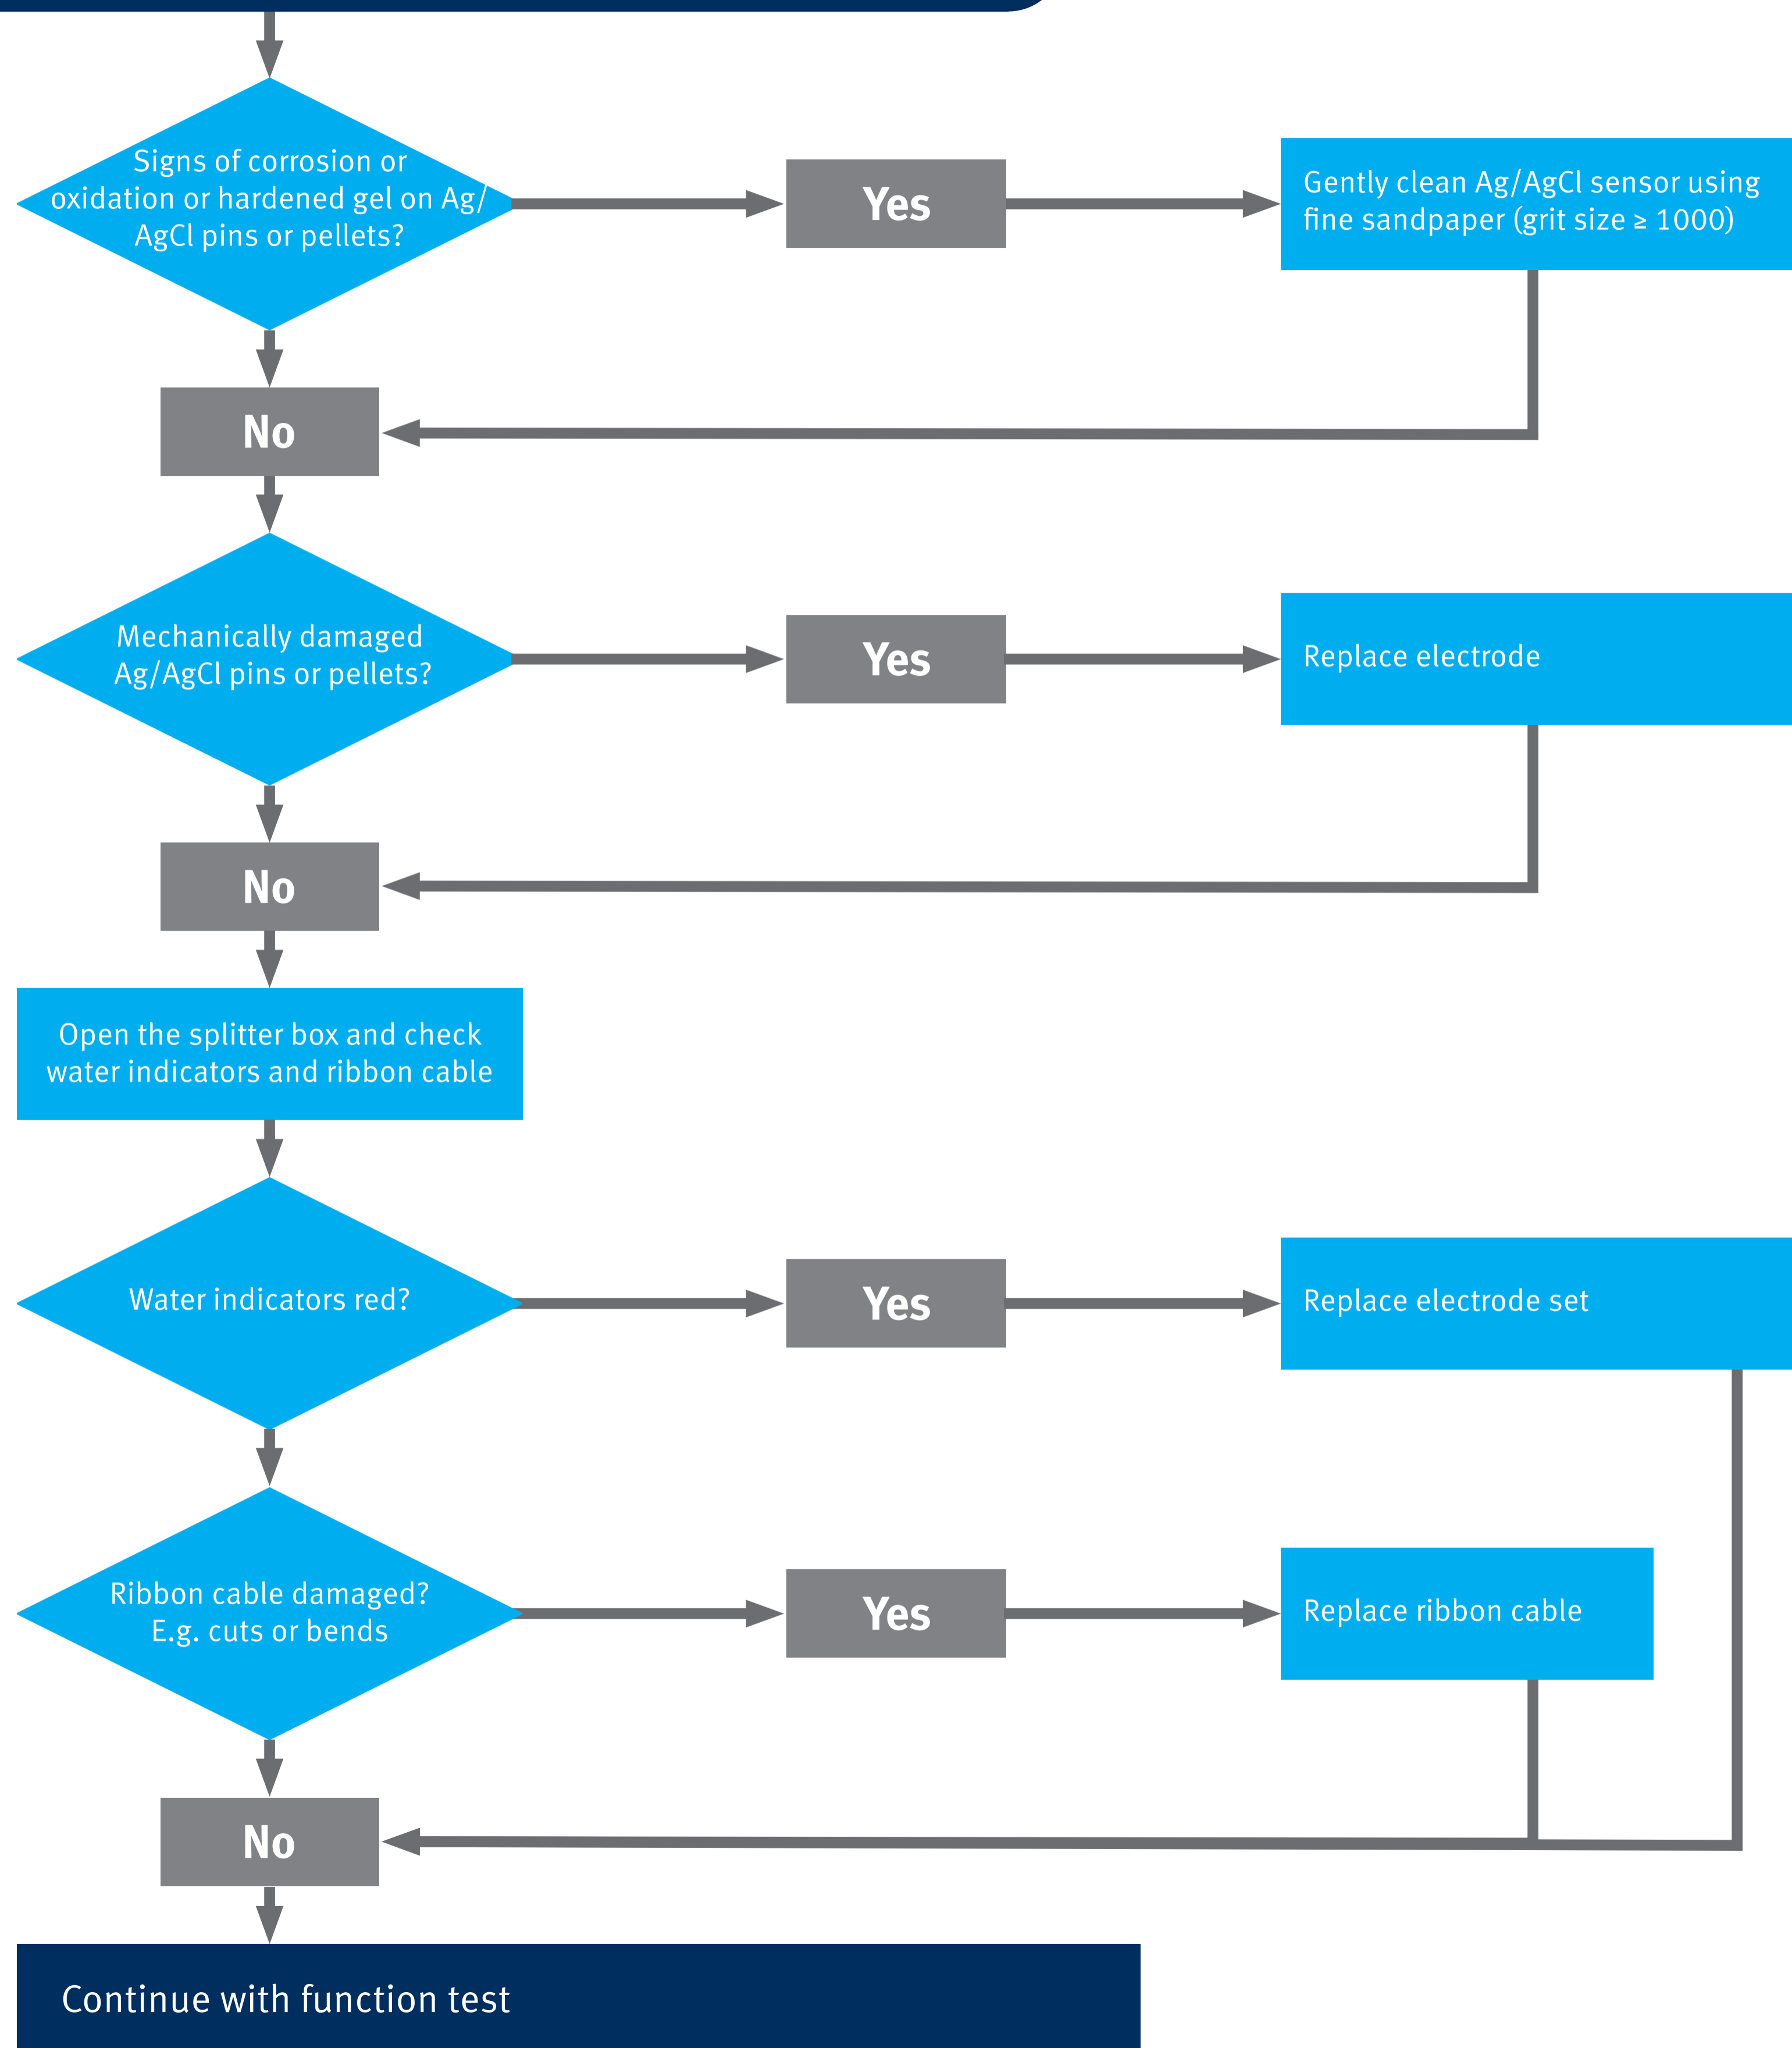 Signs of corrosion or
oxidation or hardened gel on Ag/
AgCl pins or pellets?
Yes
Gently clean Ag/AgCl sensor using
fine sandpaper (grit size ≥ 1000)
No
Mechanically damaged
Ag/AgCl pins or pellets?
Yes
Replace electrode
No
Open the splitter box and check
water indicators and ribbon cable
Water indicators red?
Yes
Replace electrode set
Ribbon cable damaged?
E.g. cuts or bends
Yes
Replace ribbon cable
No
Continue with function test